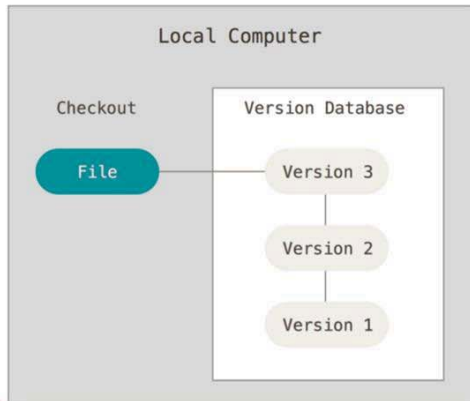 Local Computer
Checkout
Version Database
File
Version 3
Version 2
Version 1